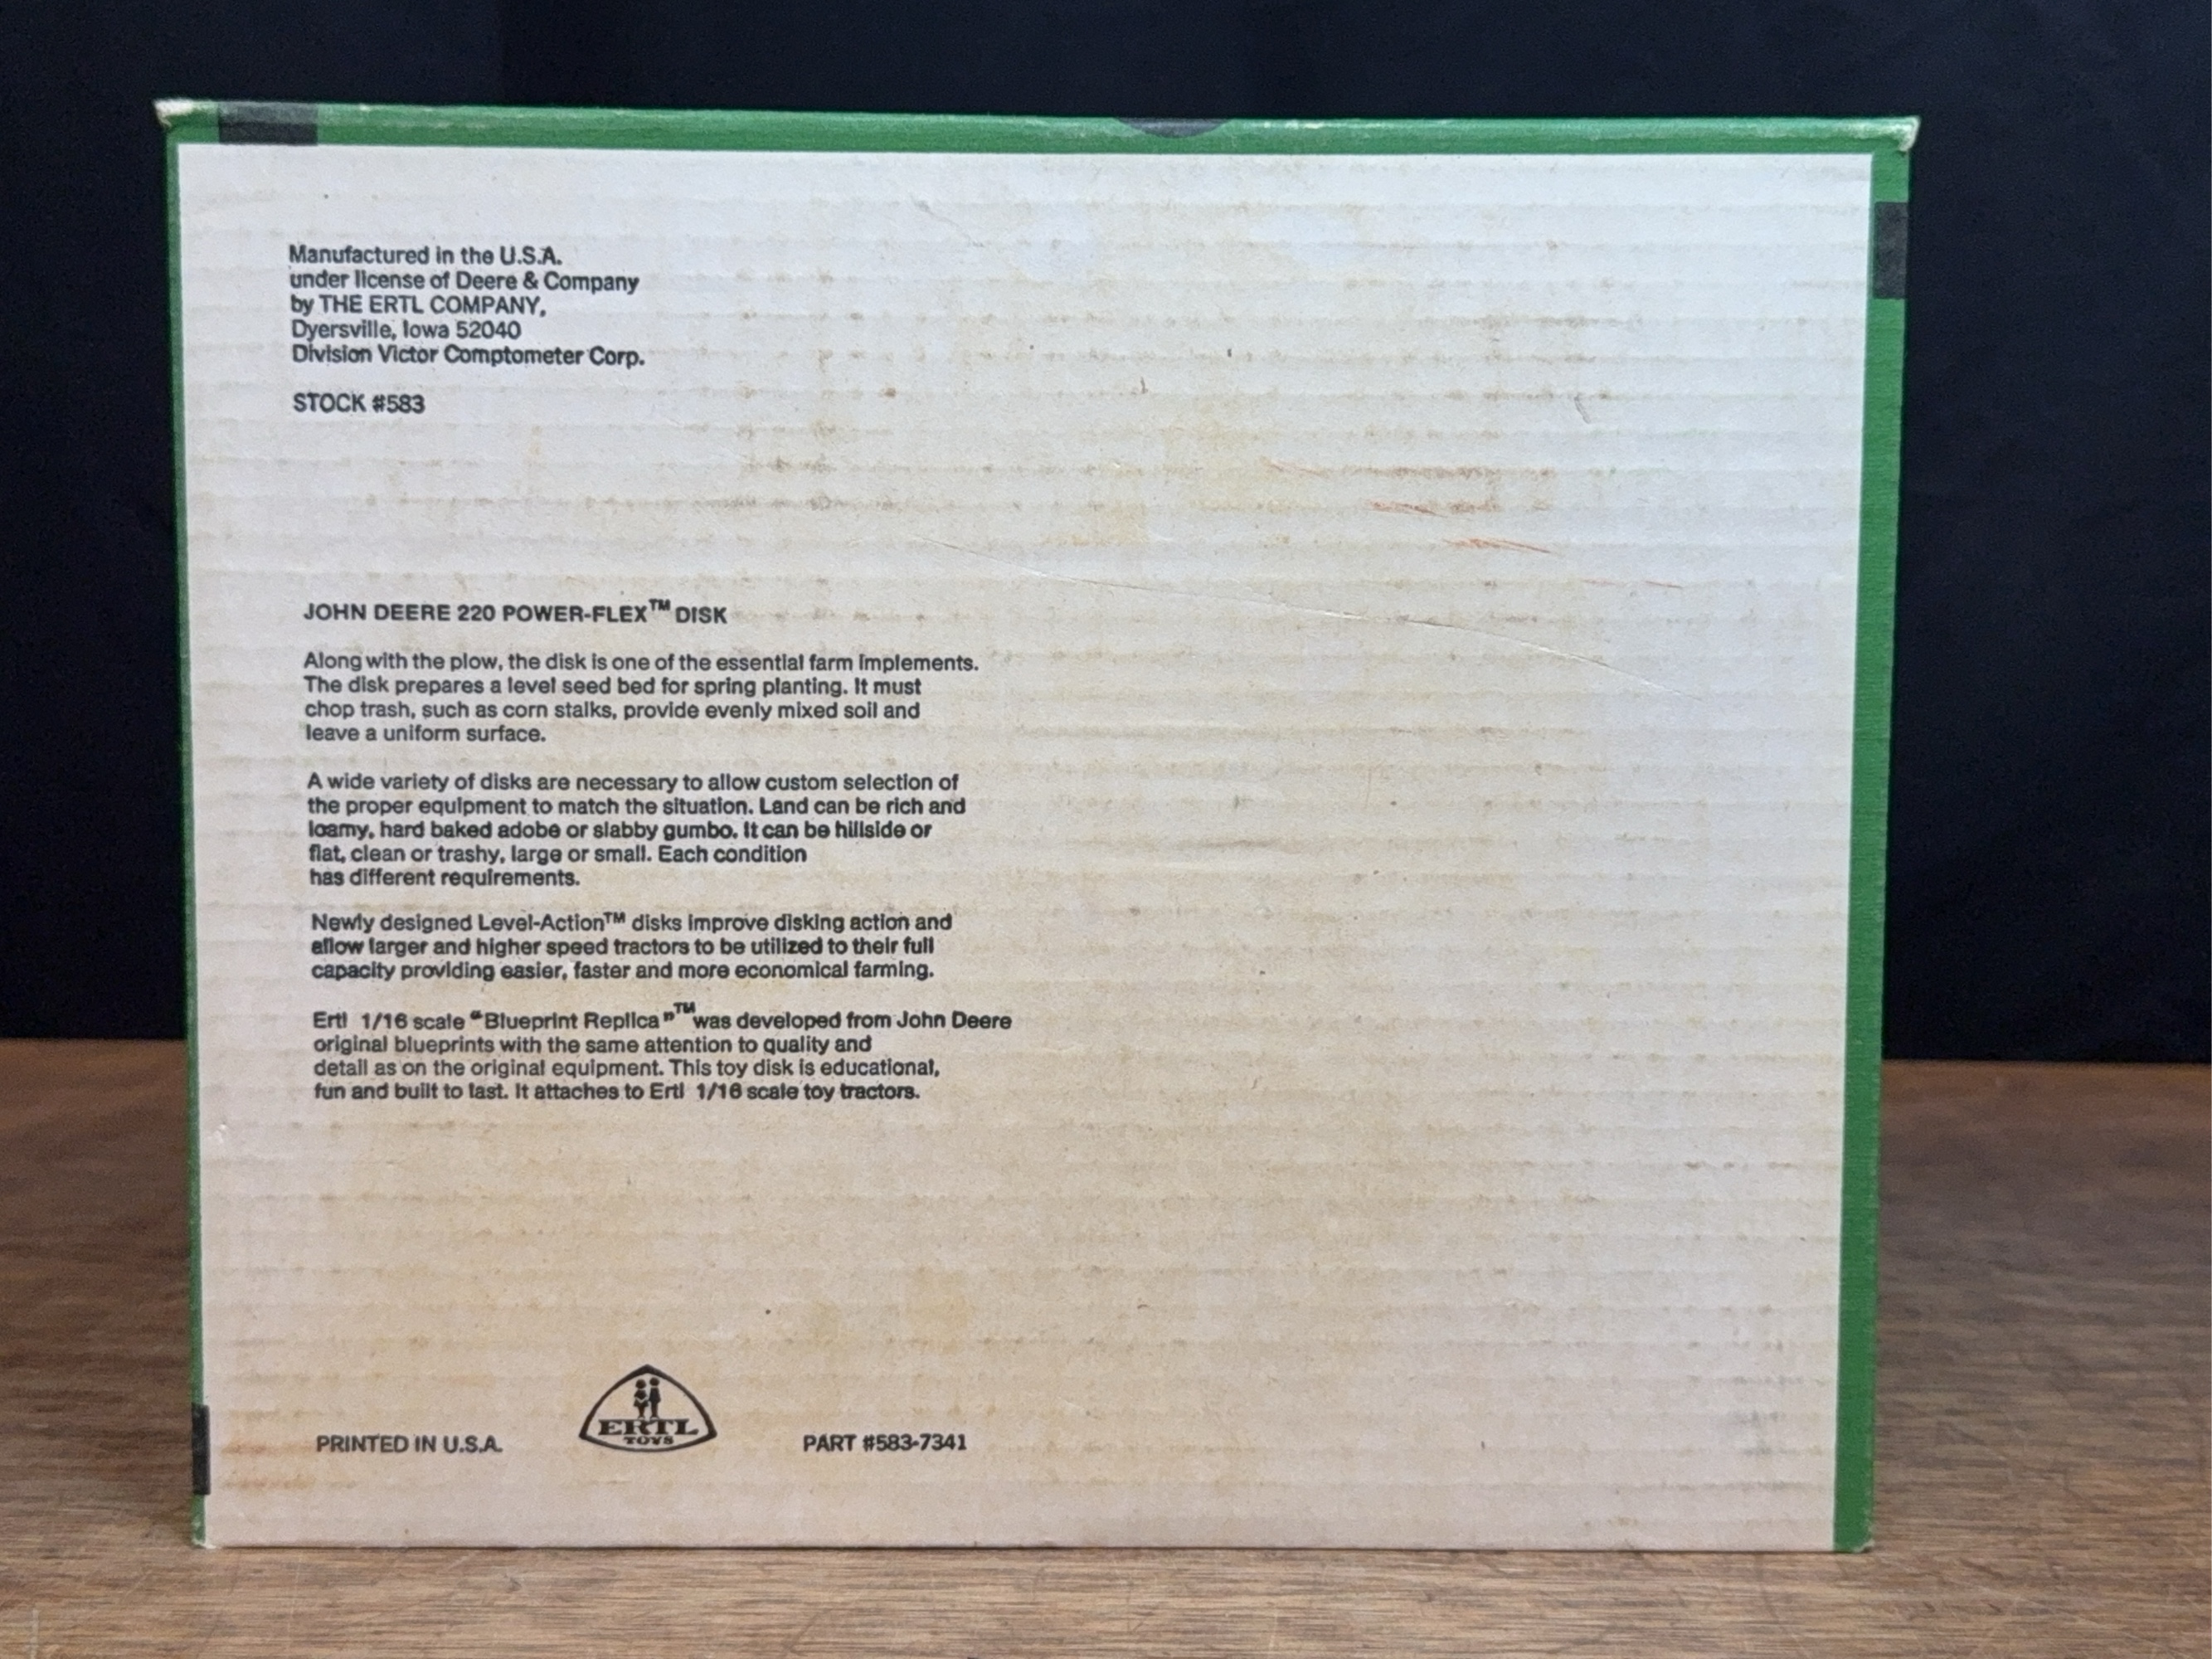 Manufactured in the U.S.A.
under license of Deere & Company
by THE ERTL COMPANY,
Dyersville, Iowa 52040
Division Victor Comptometer Corp.
STOCK #583
JOHN DEERE 220 POWER-FLEX™ DISK
Along with the plow, the disk is one of the essential farm implements.
The disk prepares a level seed bed for spring planting. It must
chop trash, such as corn stalks, provide evenly mixed soil and
leave a uniform surface.
A wide variety of disks are necessary to allow custom selection of
the proper equipment to match the situation. Land can be rich and
loamy, hard baked adobe or slabby gumbo. It can be hillside or
flat, clean or trashy, large or small. Each condition
has different requirements.
Newly designed Level-Action™ disks improve disking action and
allow larger and higher speed tractors to be utilized to their full
capacity providing easier, faster and more economical farming.
Ertl 1/16 scale "Blueprint Replica"™ was developed from John Deere
original blueprints with the same attention to quality and
detail as on the original equipment. This toy disk is educational,
fun and built to last. It attaches to Ertl 1/16 scale toy tractors.
PRINTED IN U.S.A.
ERTL
TOYS
PART #583-7341